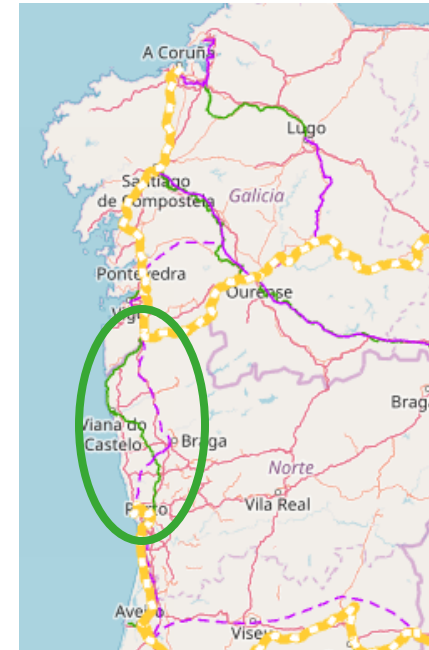 A Coruña
Lugo
Santiago
de Compostela
Galicia
Pontevedra
Ourense
Vigo
Viana do
Castelo
Braga
Brag
Norte
Vila Real
Porto
Aveiro
Viseu